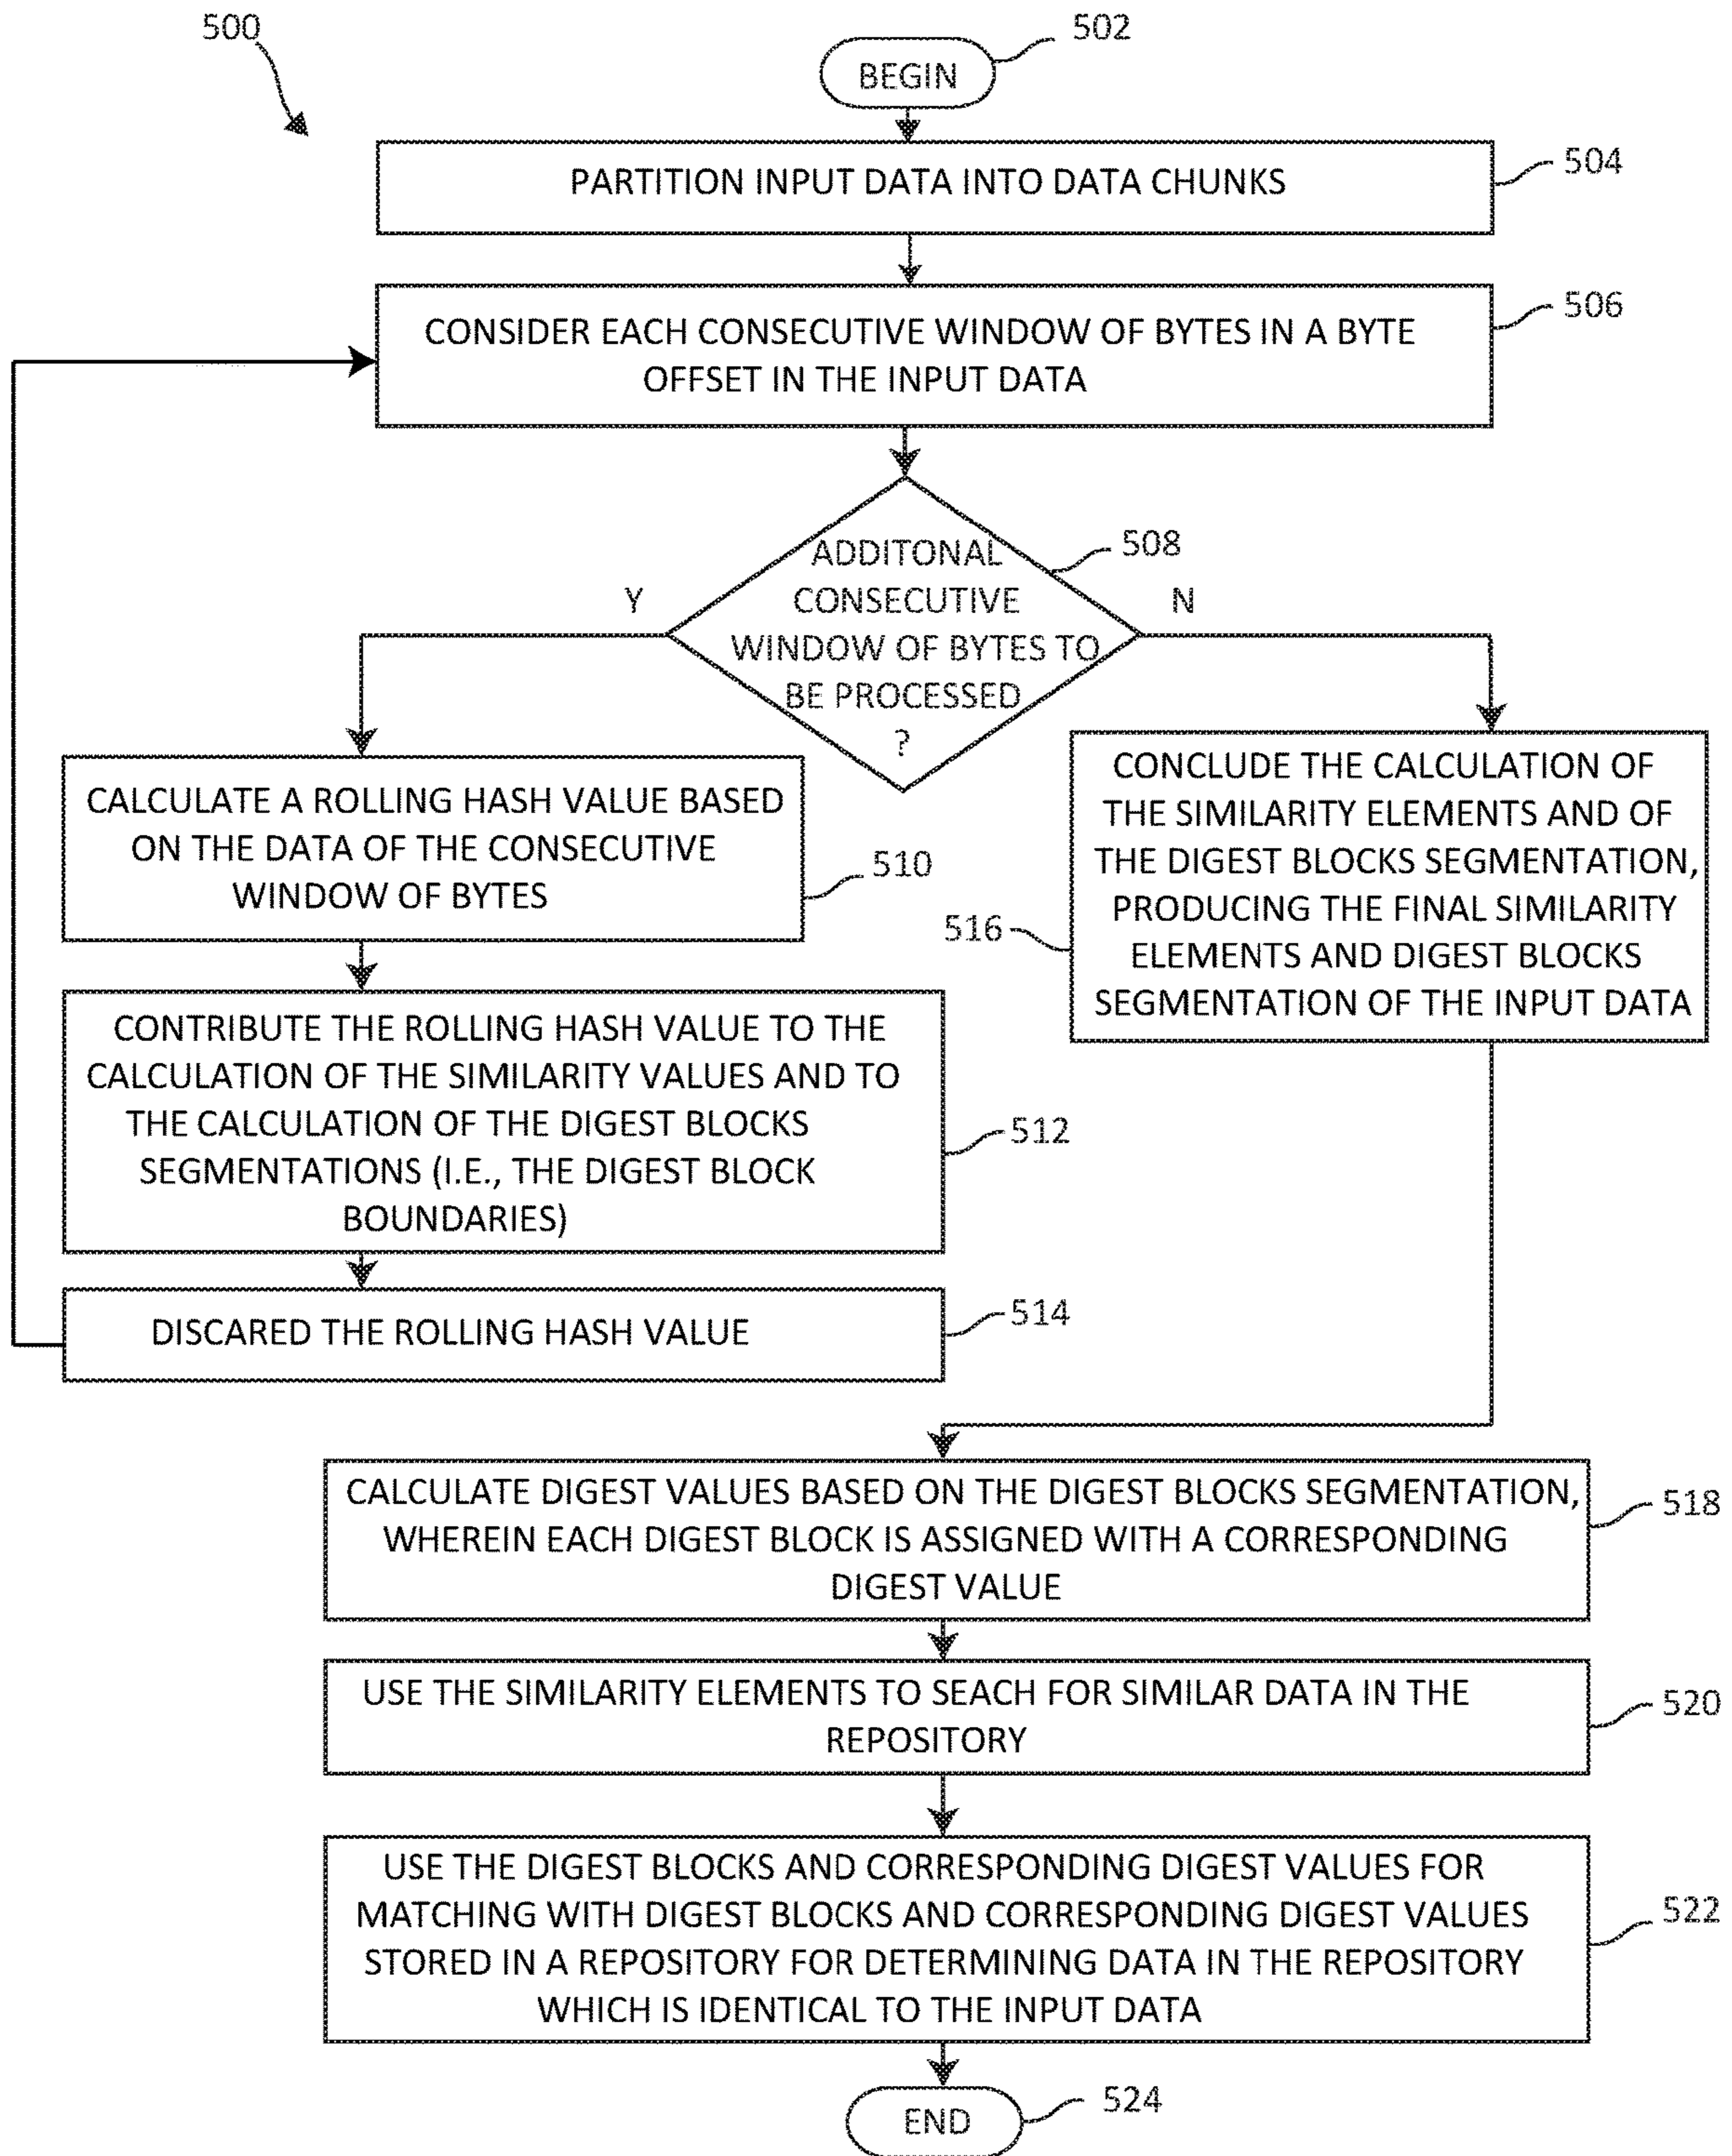 500
502
BEGIN
PARTITION INPUT DATA INTO DATA CHUNKS
504
CONSIDER EACH CONSECUTIVE WINDOW OF BYTES IN A BYTE
OFFSET IN THE INPUT DATA
506
ADDITONAL
CONSECUTIVE
WINDOW OF BYTES TO
BE PROCESSED
?
508
Y
N
CALCULATE A ROLLING HASH VALUE BASED
ON THE DATA OF THE CONSECUTIVE
WINDOW OF BYTES
510
CONTRIBUTE THE ROLLING HASH VALUE TO THE
CALCULATION OF THE SIMILARITY VALUES AND TO
THE CALCULATION OF THE DIGEST BLOCKS
SEGMENTATIONS (I.E., THE DIGEST BLOCK
BOUNDARIES)
512
DISCARED THE ROLLING HASH VALUE
514
CONCLUDE THE CALCULATION OF
THE SIMILARITY ELEMENTS AND OF
THE DIGEST BLOCKS SEGMENTATION,
PRODUCING THE FINAL SIMILARITY
ELEMENTS AND DIGEST BLOCKS
SEGMENTATION OF THE INPUT DATA
516
CALCULATE DIGEST VALUES BASED ON THE DIGEST BLOCKS SEGMENTATION,
WHEREIN EACH DIGEST BLOCK IS ASSIGNED WITH A CORRESPONDING
DIGEST VALUE
518
USE THE SIMILARITY ELEMENTS TO SEACH FOR SIMILAR DATA IN THE
REPOSITORY
520
USE THE DIGEST BLOCKS AND CORRESPONDING DIGEST VALUES FOR
MATCHING WITH DIGEST BLOCKS AND CORRESPONDING DIGEST VALUES
STORED IN A REPOSITORY FOR DETERMINING DATA IN THE REPOSITORY
WHICH IS IDENTICAL TO THE INPUT DATA
522
END
524